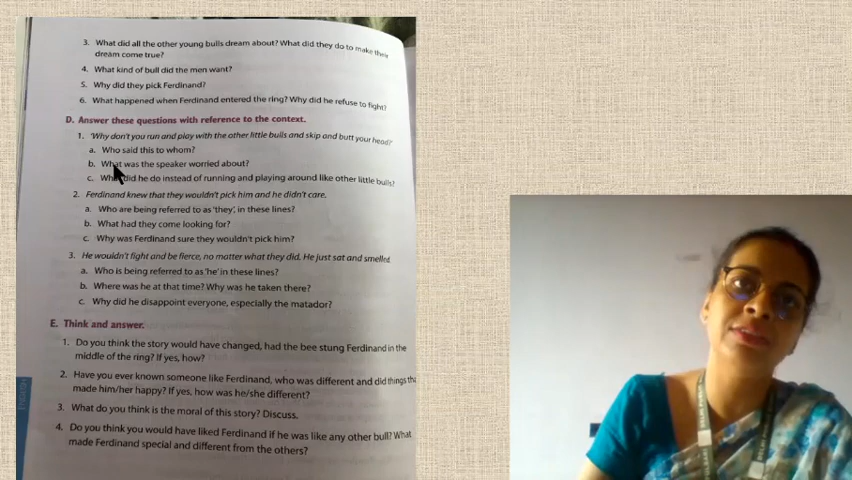 3. What did all the other young bulls dream about? What did they do to make their
dream come true?
4. What kind of bull did the men want?
5. Why did they pick Ferdinand?
6. What happened when Ferdinand entered the ring? Why did he refuse to fight?
D. Answer these questions with reference to the context.
1. 'Why don't you run and play with the other little bulls and skip and butt your head?'
a. Who said this to whom?
b. What was the speaker worried about?
c. What did he do instead of running and playing around like other little bulls?
2. Ferdinand knew that they wouldn't pick him and he didn't care.
a. Who are being referred to as 'they', in these lines?
b. What had they come looking for?
c. Why was Ferdinand sure they wouldn't pick him?
3. He wouldn't fight and be fierce, no matter what they did. He just sat and smelled
a. Who is being referred to as 'he' in these lines?
b. Where was he at that time? Why was he taken there?
c. Why did he disappoint everyone, especially the matador?
E. Think and answer.
1. Do you think the story would have changed, had the bee stung Ferdinand in the
middle of the ring? If yes, how?
2. Have you ever known someone like Ferdinand, who was different and did things
made him/her happy? If yes, how was he/she different?
3. What do you think is the moral of this story? Discuss.
4. Do you think you would have liked Ferdinand if he was like any other bull? What
made Ferdinand special and different from the others?